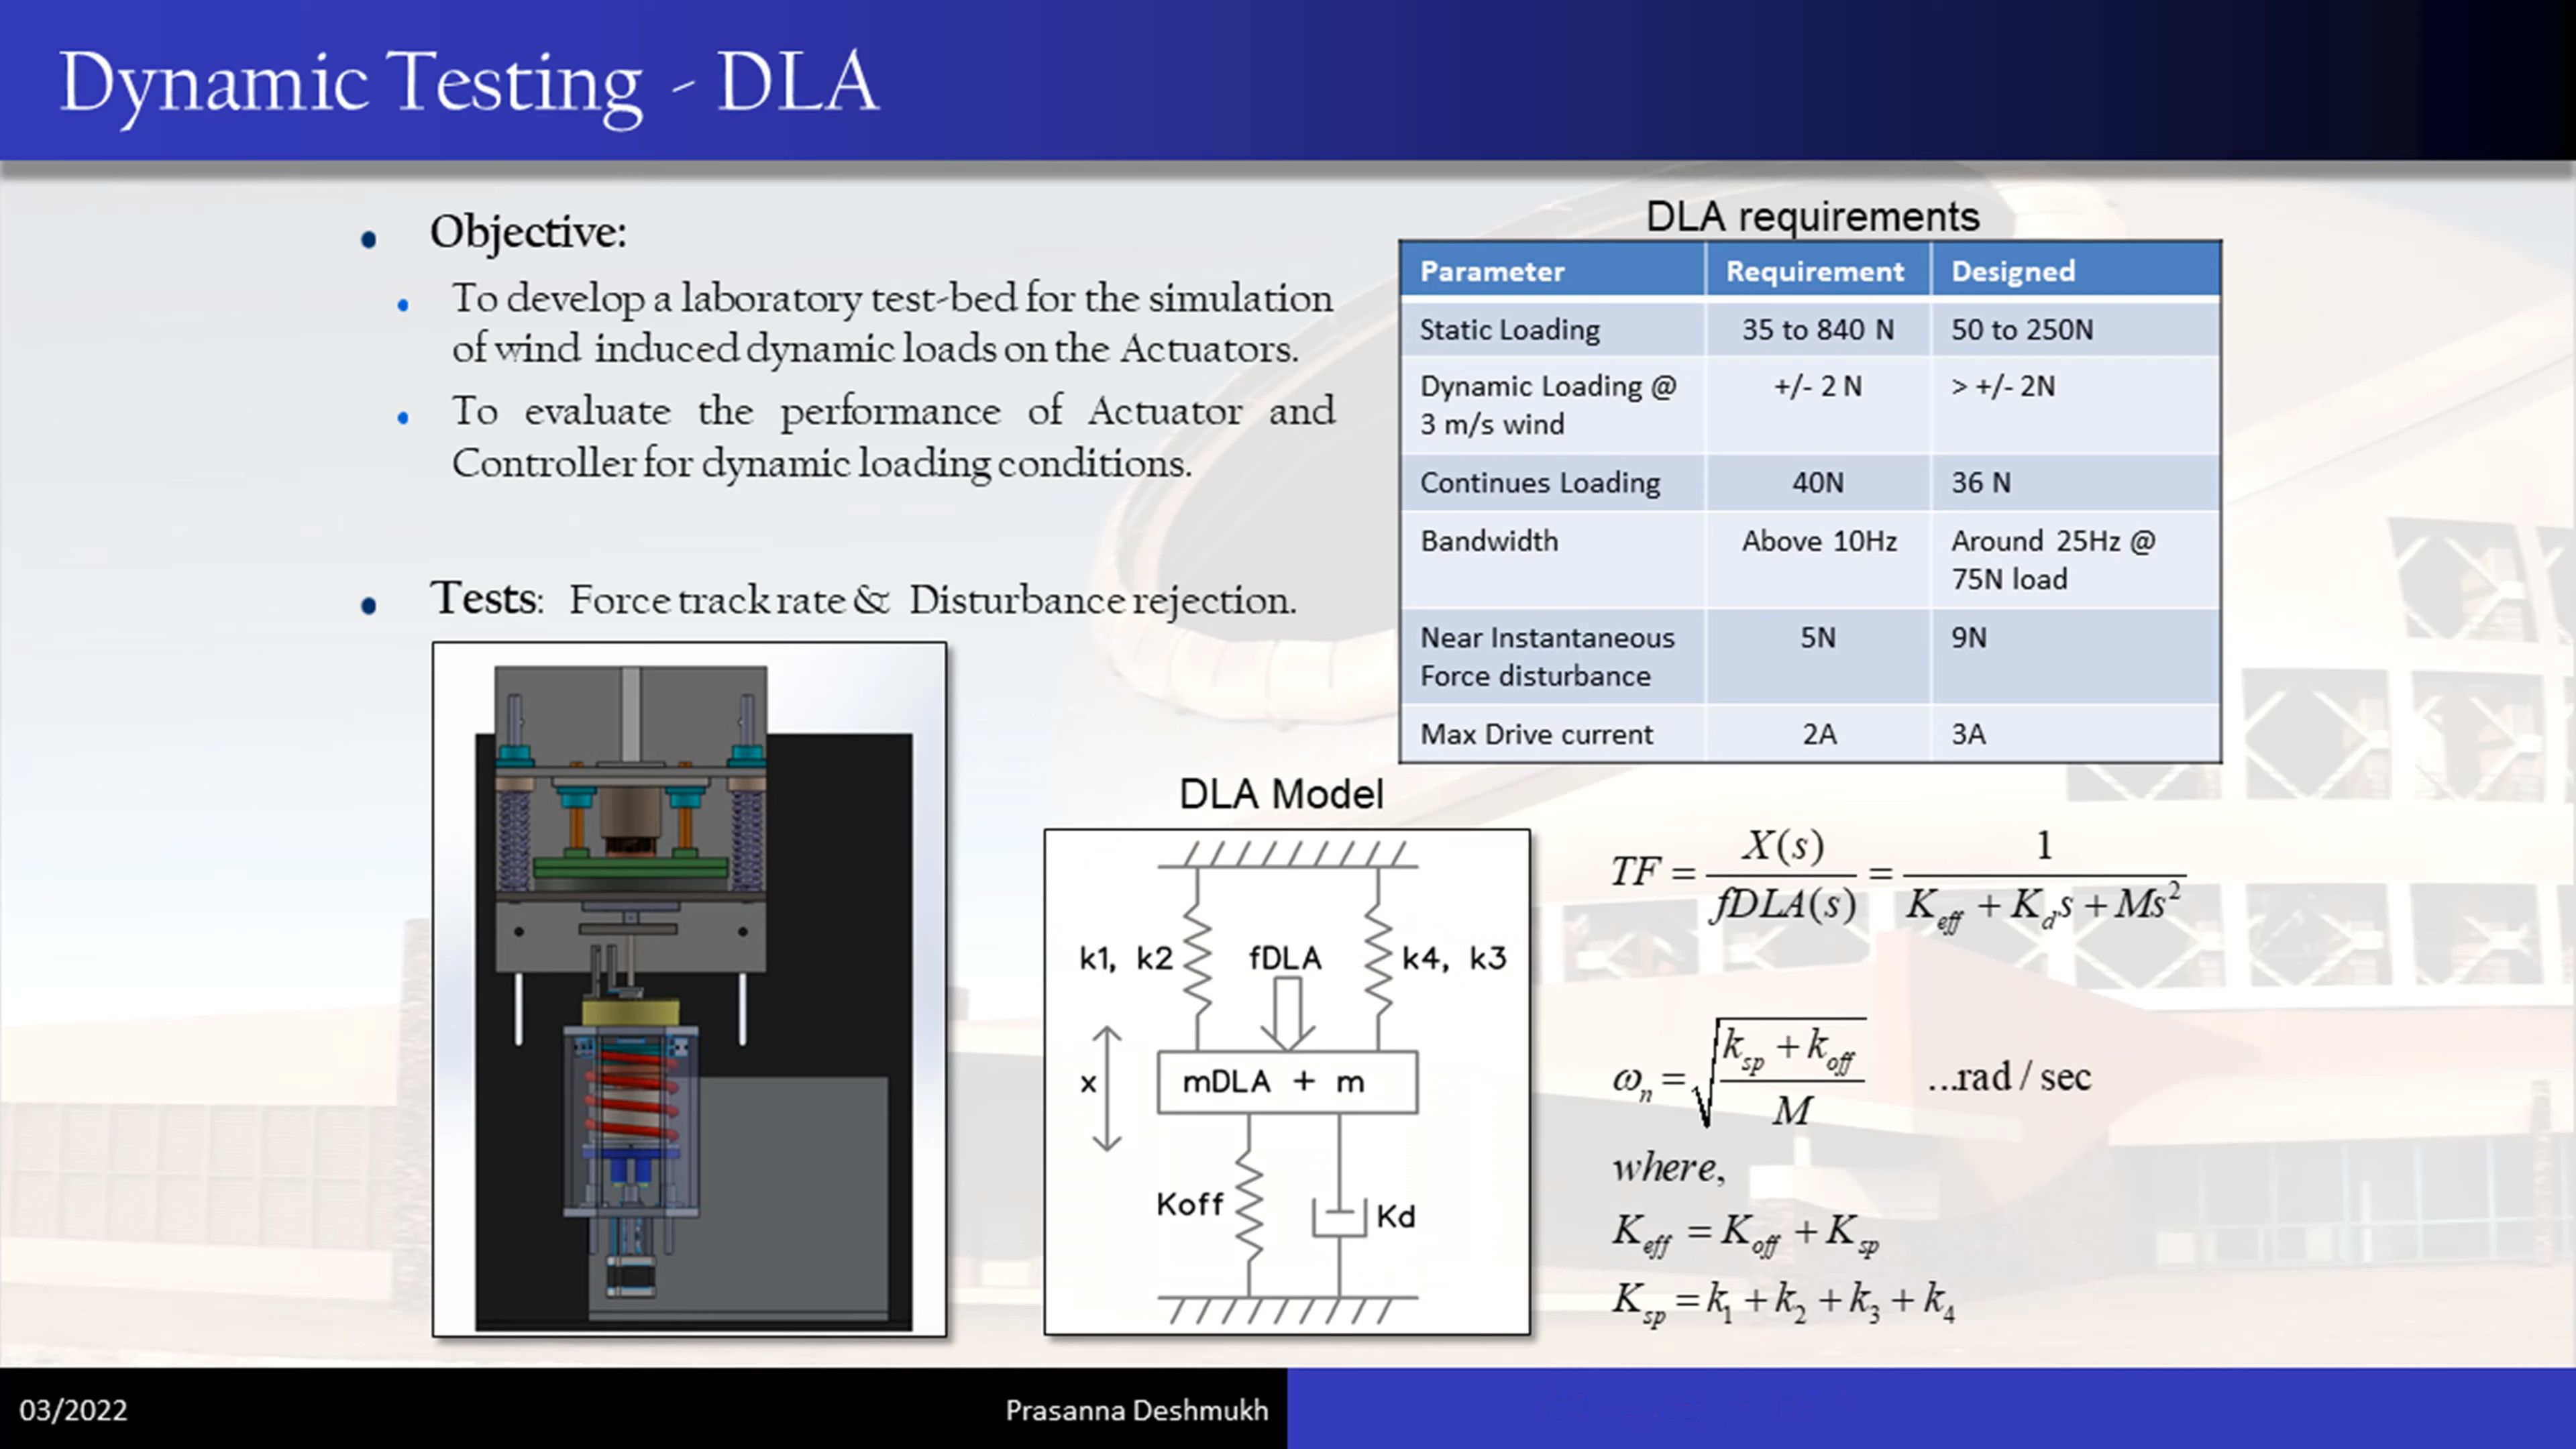 Dynamic Testing - DLA
• Objective:
• To develop a laboratory test-bed for the simulation
of wind induced dynamic loads on the Actuators.
• To evaluate the performance of Actuator and
Controller for dynamic loading conditions.
• Tests: Force track rate & Disturbance rejection.
DLA requirements
Parameter Requirement Designed
Static Loading 35 to 840 N 50 to 250N
Dynamic Loading @ +/- 2 N > +/- 2N
3 m/s wind
Continues Loading 40N 36 N
Bandwidth Above 10Hz Around 25Hz @
75N load
Near Instantaneous 5N 9N
Force disturbance
Max Drive current 2A 3A
DLA Model
k1, k2 fDLA k4, k3
x mDLA + m
Koff Kd
TF = X(s) / fDLA(s) = 1 / (K_eff + K_d s + Ms²)
ω_n = √((k_sp + k_off) / M) ...rad / sec
where,
K_eff = K_off + K_sp
K_sp = k_1 + k_2 + k_3 + k_4
03/2022 Prasanna Deshmukh